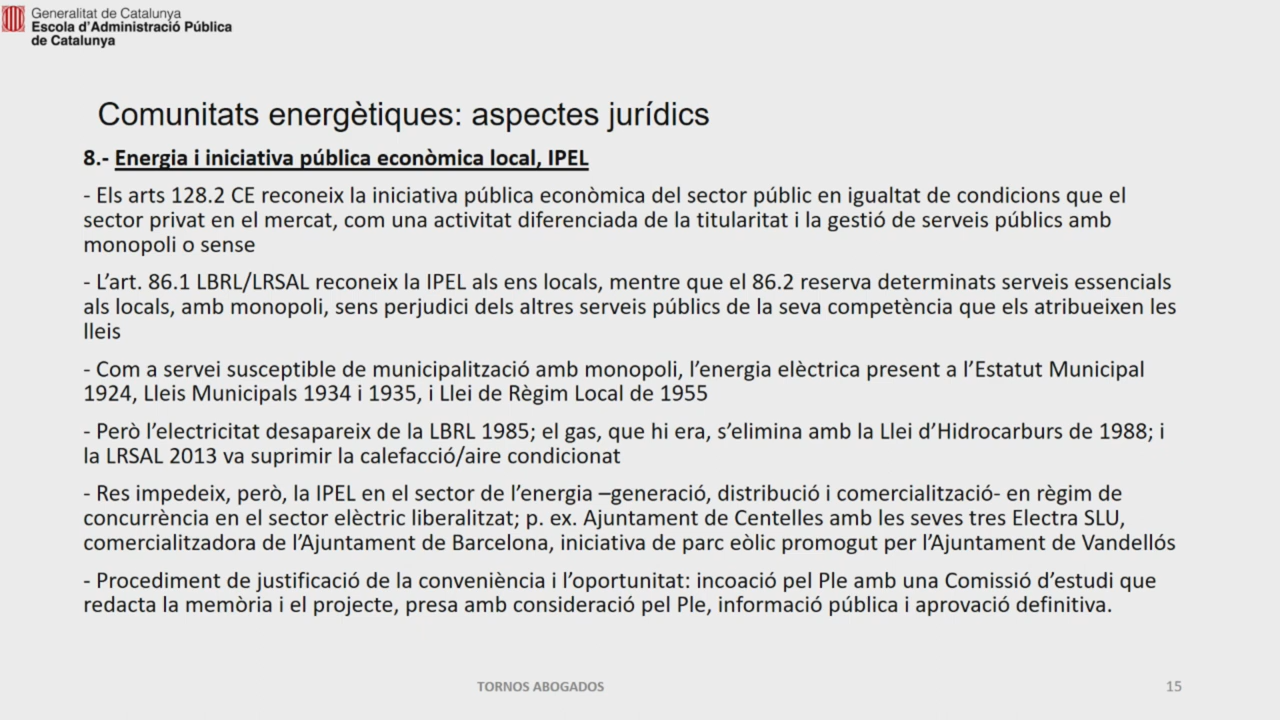 Generalitat de Catalunya
Escola d'Administració Pública
de Catalunya
Comunitats energètiques: aspectes jurídics
8.- Energia i iniciativa pública econòmica local, IPEL
- Els arts 128.2 CE reconeix la iniciativa pública econòmica del sector públic en igualtat de condicions que el
sector privat en el mercat, com una activitat diferenciada de la titularitat i la gestió de serveis públics amb
monopoli o sense
- L’art. 86.1 LBRL/LRSAL reconeix la IPEL als ens locals, mentre que el 86.2 reserva determinats serveis essencials
als locals, amb monopoli, sens perjudici dels altres serveis públics de la seva competència que els atribueixen les
lleis
- Com a servei susceptible de municipalització amb monopoli, l’energia elèctrica present a l’Estatut Municipal
1924, Lleis Municipals 1934 i 1935, i Llei de Règim Local de 1955
- Però l’electricitat desapareix de la LBRL 1985; el gas, que hi era, s’elimina amb la Llei d’Hidrocarburs de 1988; i
la LRSAL 2013 va suprimir la calefacció/aire condicionat
- Res impedeix, però, la IPEL en el sector de l’energia –generació, distribució i comercialització- en règim de
concurrència en el sector elèctric liberalitzat; p. ex. Ajuntament de Centelles amb les seves tres Electra SLU,
comercialitzadora de l’Ajuntament de Barcelona, iniciativa de parc eòlic promogut per l’Ajuntament de Vandellós
- Procediment de justificació de la conveniència i l’oportunitat: incoació pel Ple amb una Comissió d’estudi que
redacta la memòria i el projecte, presa amb consideració pel Ple, informació pública i aprovació definitiva.
TORNOS ABOGADOS
15